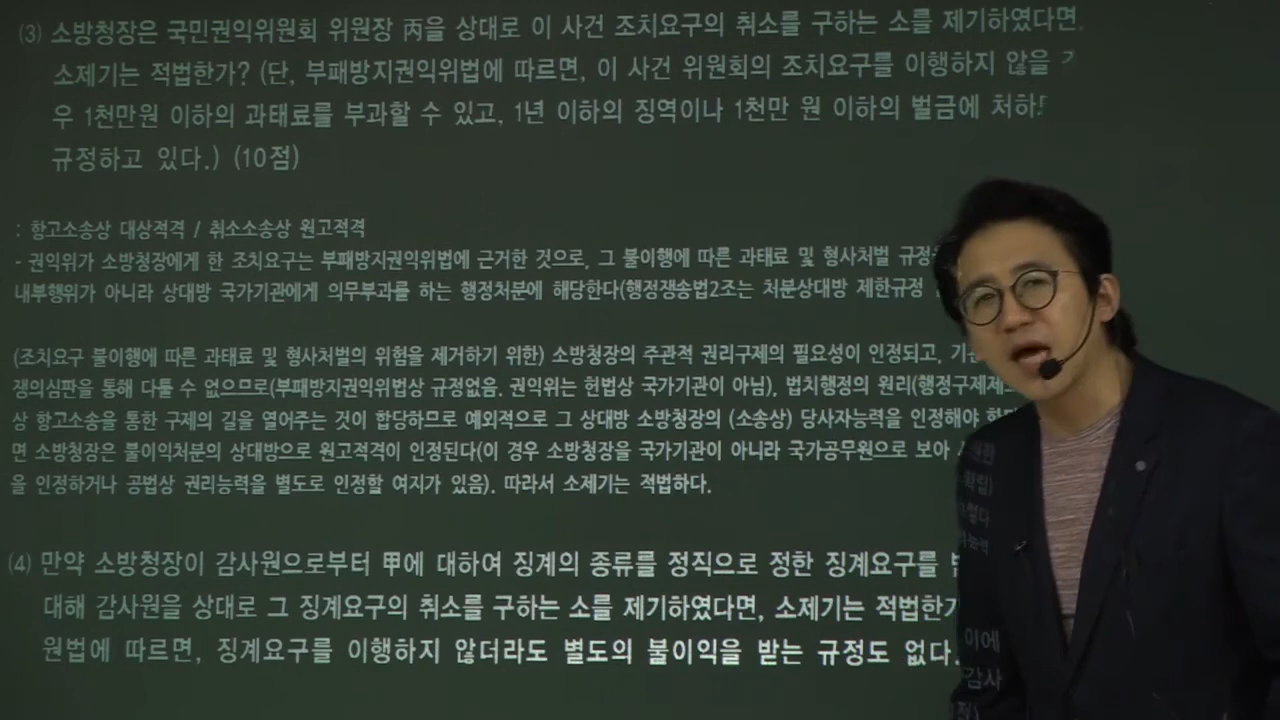 (3) 소방청장은 국민권익위원회 위원장 丙을 상대로 이 사건 조치요구의 취소를 구하는 소를 제기하였다면,
소제기는 적법한가? (단, 부패방지권익위법에 따르면, 이 사건 위원회의 조치요구를 이행하지 않을
우 1천만원 이하의 과태료를 부과할 수 있고, 1년 이하의 징역이나 1천만 원 이하의 벌금에 처하
규정하고 있다.) (10점)
: 항고소송상 대상적격 / 취소소송상 원고적격
- 권익위가 소방청장에게 한 조치요구는 부패방지권익위법에 근거한 것으로, 그 불이행에 따른 과태료 및 형사처벌 규정
내부행위가 아니라 상대방 국가기관에게 의무부과를 하는 행정처분에 해당한다(행정쟁송법2조는 처분상대방 제한규정
(조치요구 불이행에 따른 과태료 및 형사처벌의 위험을 제거하기 위한) 소방청장의 주관적 권리구제의 필요성이 인정되고, 기
쟁의심판을 통해 다툴 수 없으므로(부패방지권익위법상 규정없음. 권익위는 헌법상 국가기관이 아님), 법치행정의 원리(행정구제제
상 항고소송을 통한 구제의 길을 열어주는 것이 합당하므로 예외적으로 그 상대방 소방청장의 (소송상) 당사자능력을 인정해야
면 소방청장은 불이익처분의 상대방으로 원고적격이 인정된다(이 경우 소방청장을 국가기관이 아니라 국가공무원으로 보아
을 인정하거나 공법상 권리능력을 별도로 인정할 여지가 있음). 따라서 소제기는 적법하다.
(4) 만약 소방청장이 감사원으로부터 甲에 대하여 징계의 종류를 정직으로 정한 징계요구를
대해 감사원을 상대로 그 징계요구의 취소를 구하는 소를 제기하였다면, 소제기는 적법한가
이에
원법에 따르면, 징계요구를 이행하지 않더라도 별도의 불이익을 받는 규정도 없다.
감사